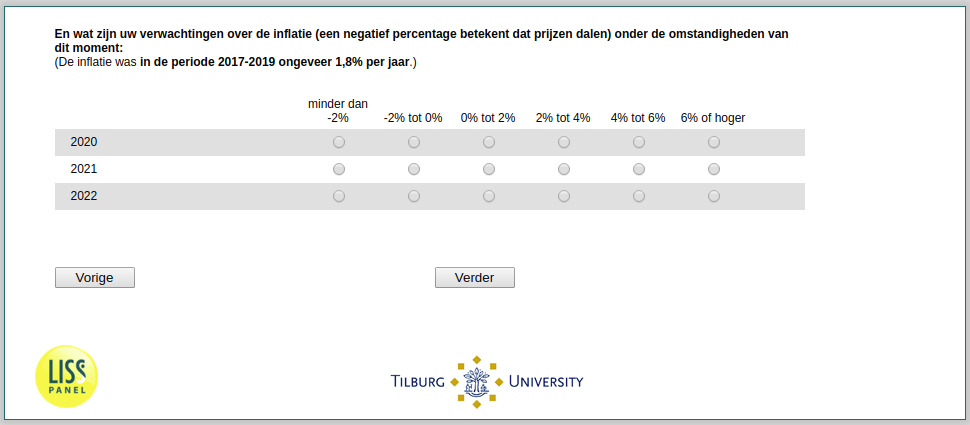 En wat zijn uw verwachtingen over de inflatie (een negatief percentage betekent dat prijzen dalen) onder de omstandigheden van
dit moment:
(De inflatie was in de periode 2017-2019 ongeveer 1,8% per jaar.)
minder dan
-2% -2% tot 0% 0% tot 2% 2% tot 4% 4% tot 6% 6% of hoger
2020
2021
2022
Vorige Verder
LISS
PANEL
TILBURG UNIVERSITY